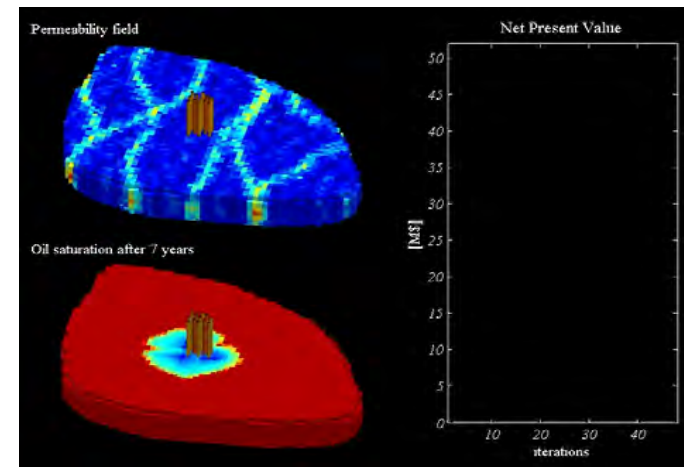 Permeability field
Oil saturation after 7 years
Net Present Value
50
45
40
35
30
25
20
15
10
5
0
[M$]
10 20 30 40
iterations